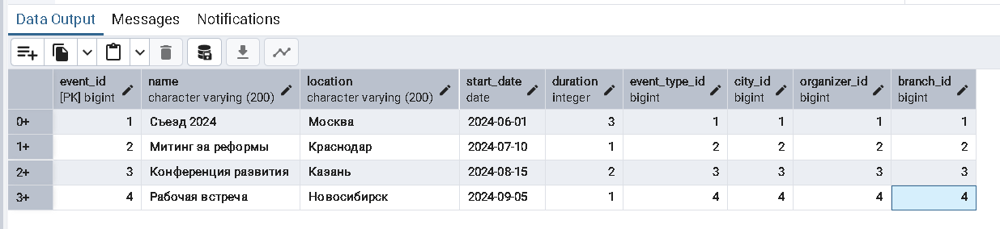 Data Output Messages Notifications
event_id name location start_date duration event_type_id city_id organizer_id branch_id
[PK] bigint character varying (200) character varying (200) date integer bigint bigint bigint bigint
0+ 1 Съезд 2024 Москва 2024-06-01 3 1 1 1 1
1+ 2 Митинг за реформы Краснодар 2024-07-10 1 2 2 2 2
2+ 3 Конференция развития Казань 2024-08-15 2 3 3 3 3
3+ 4 Рабочая встреча Новосибирск 2024-09-05 1 4 4 4 4